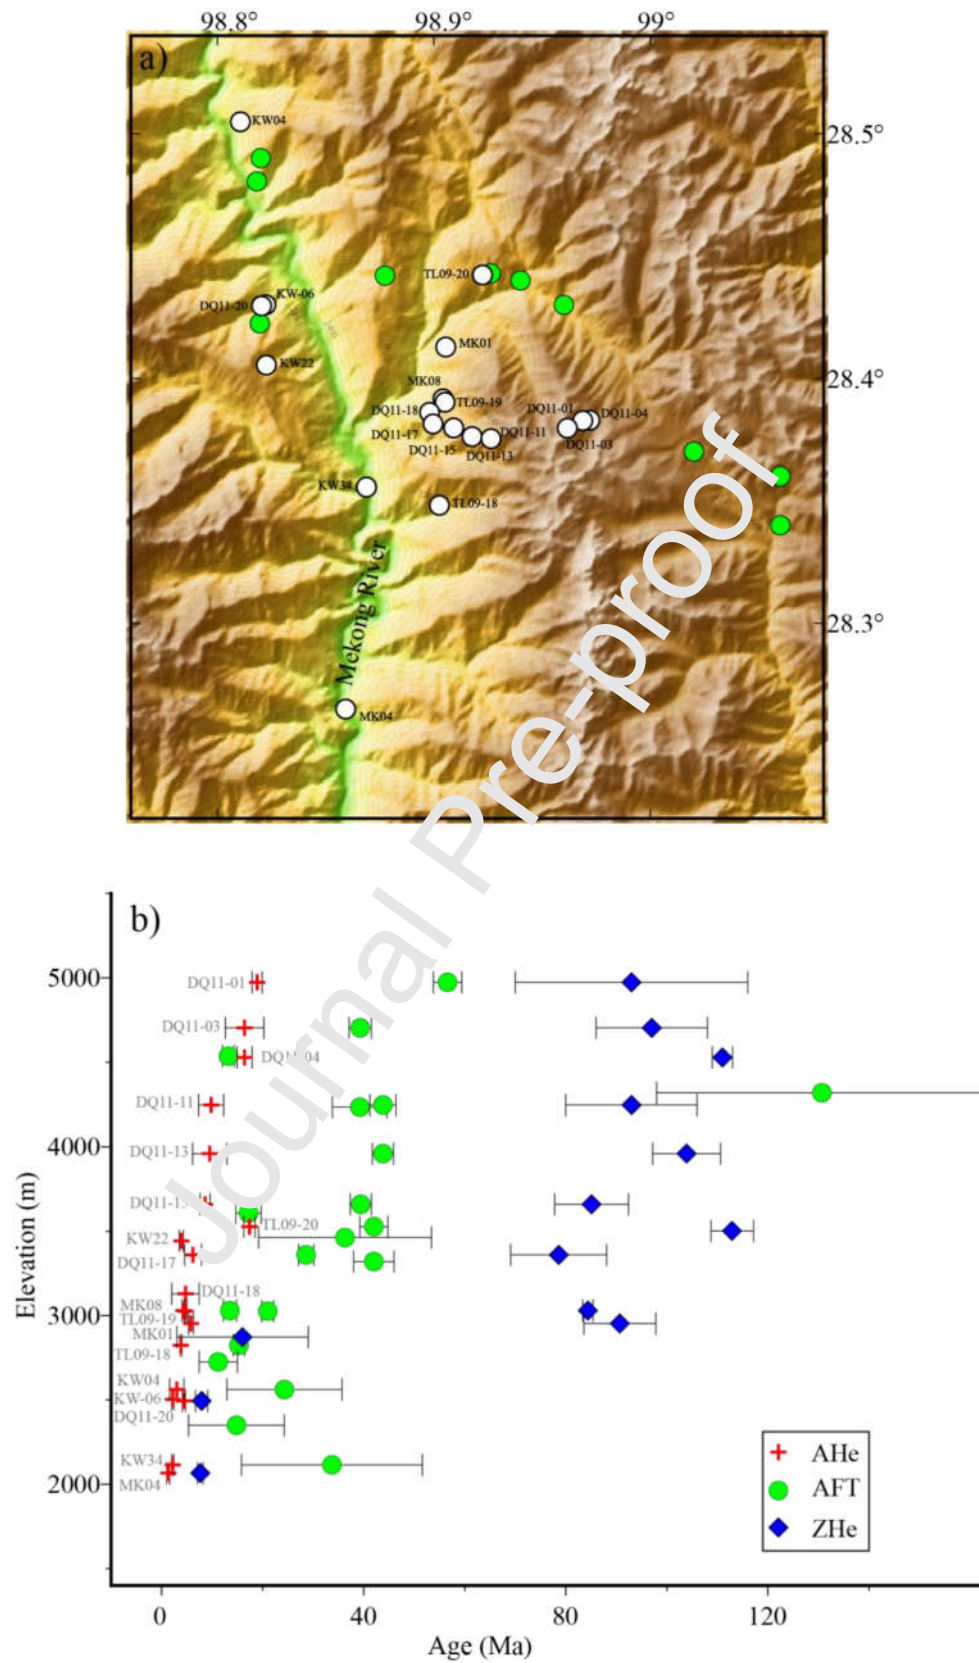 98.8°
98.9°
99°
a)
KW04
28.5°
TL09-20
KW-06
DQ11-20
MK01
KW22
MK08
28.4°
TL09-19
DQ11-18
DQ11-01
DQ11-04
DQ11-17
DQ11-11
DQ11-15
DQ11-13
DQ11-03
KW34
TL09-18
Mekong River
28.3°
MK04
Journal Pre-proof
b)
5000
DQ11-01
DQ11-03
DQ11-04
DQ11-11
4000
DQ11-13
DQ11-15
TL09-20
KW22
DQ11-17
DQ11-18
MK08
3000
TL09-19
MK01
TL09-18
KW04
KW-06
DQ11-20
KW34
2000
MK04
Elevation (m)
AHe
AFT
ZHe
0
40
80
120
Age (Ma)